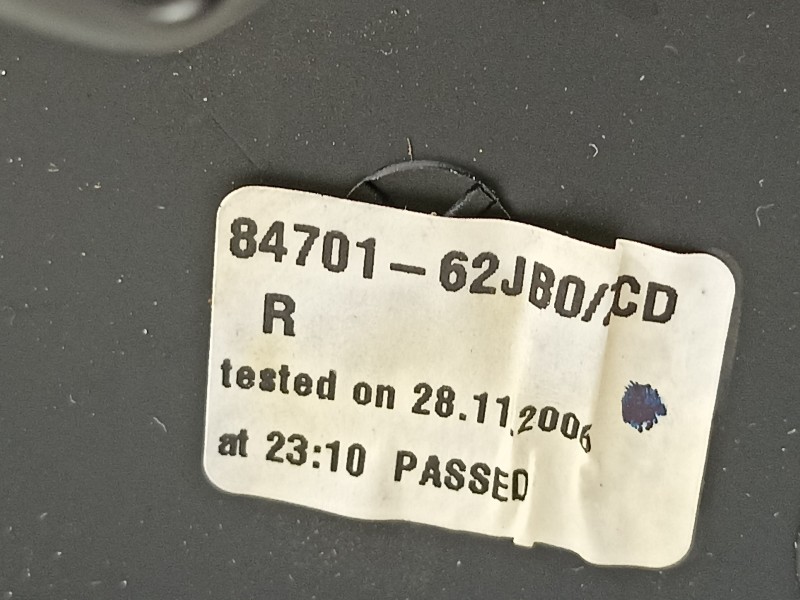 84701-62JB0/CD
R
tested on 28.11.2006
at 23:10 PASSED